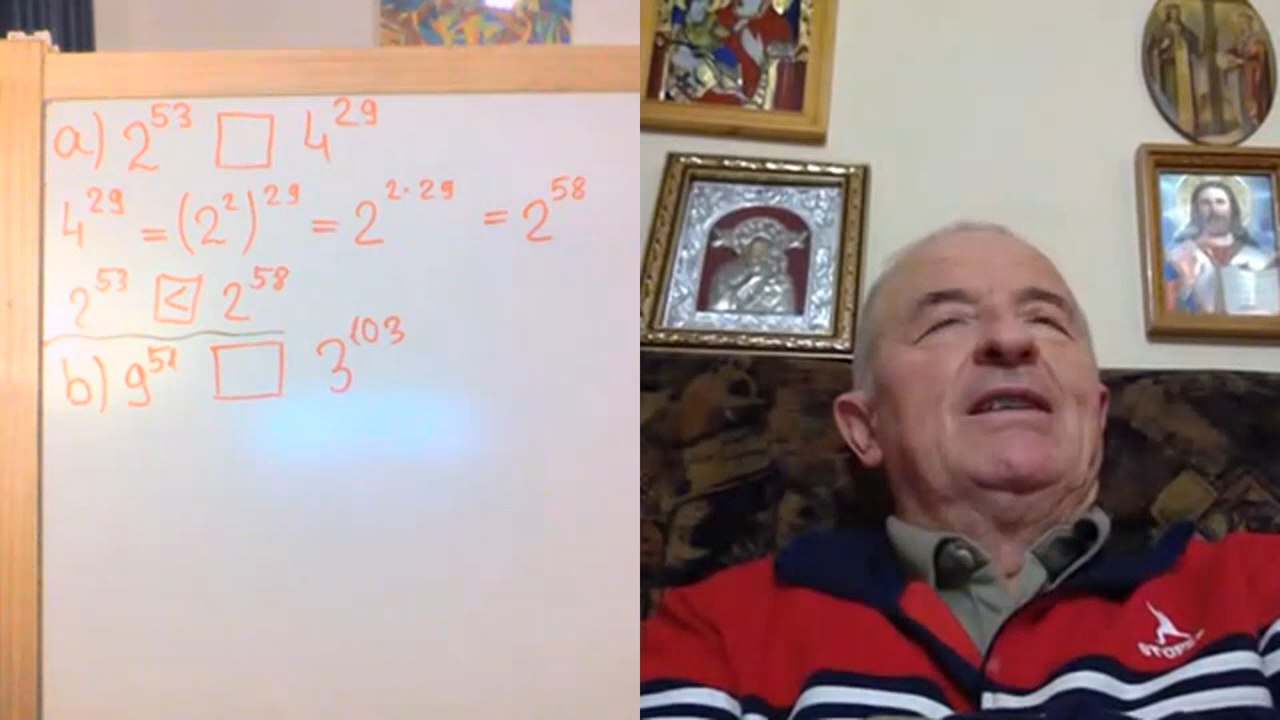 a) 2^53 □ 4^29
4^29 = (2^2)^29 = 2^2·29 = 2^58
2^53 < 2^58
b) 9^51 □ 3^103